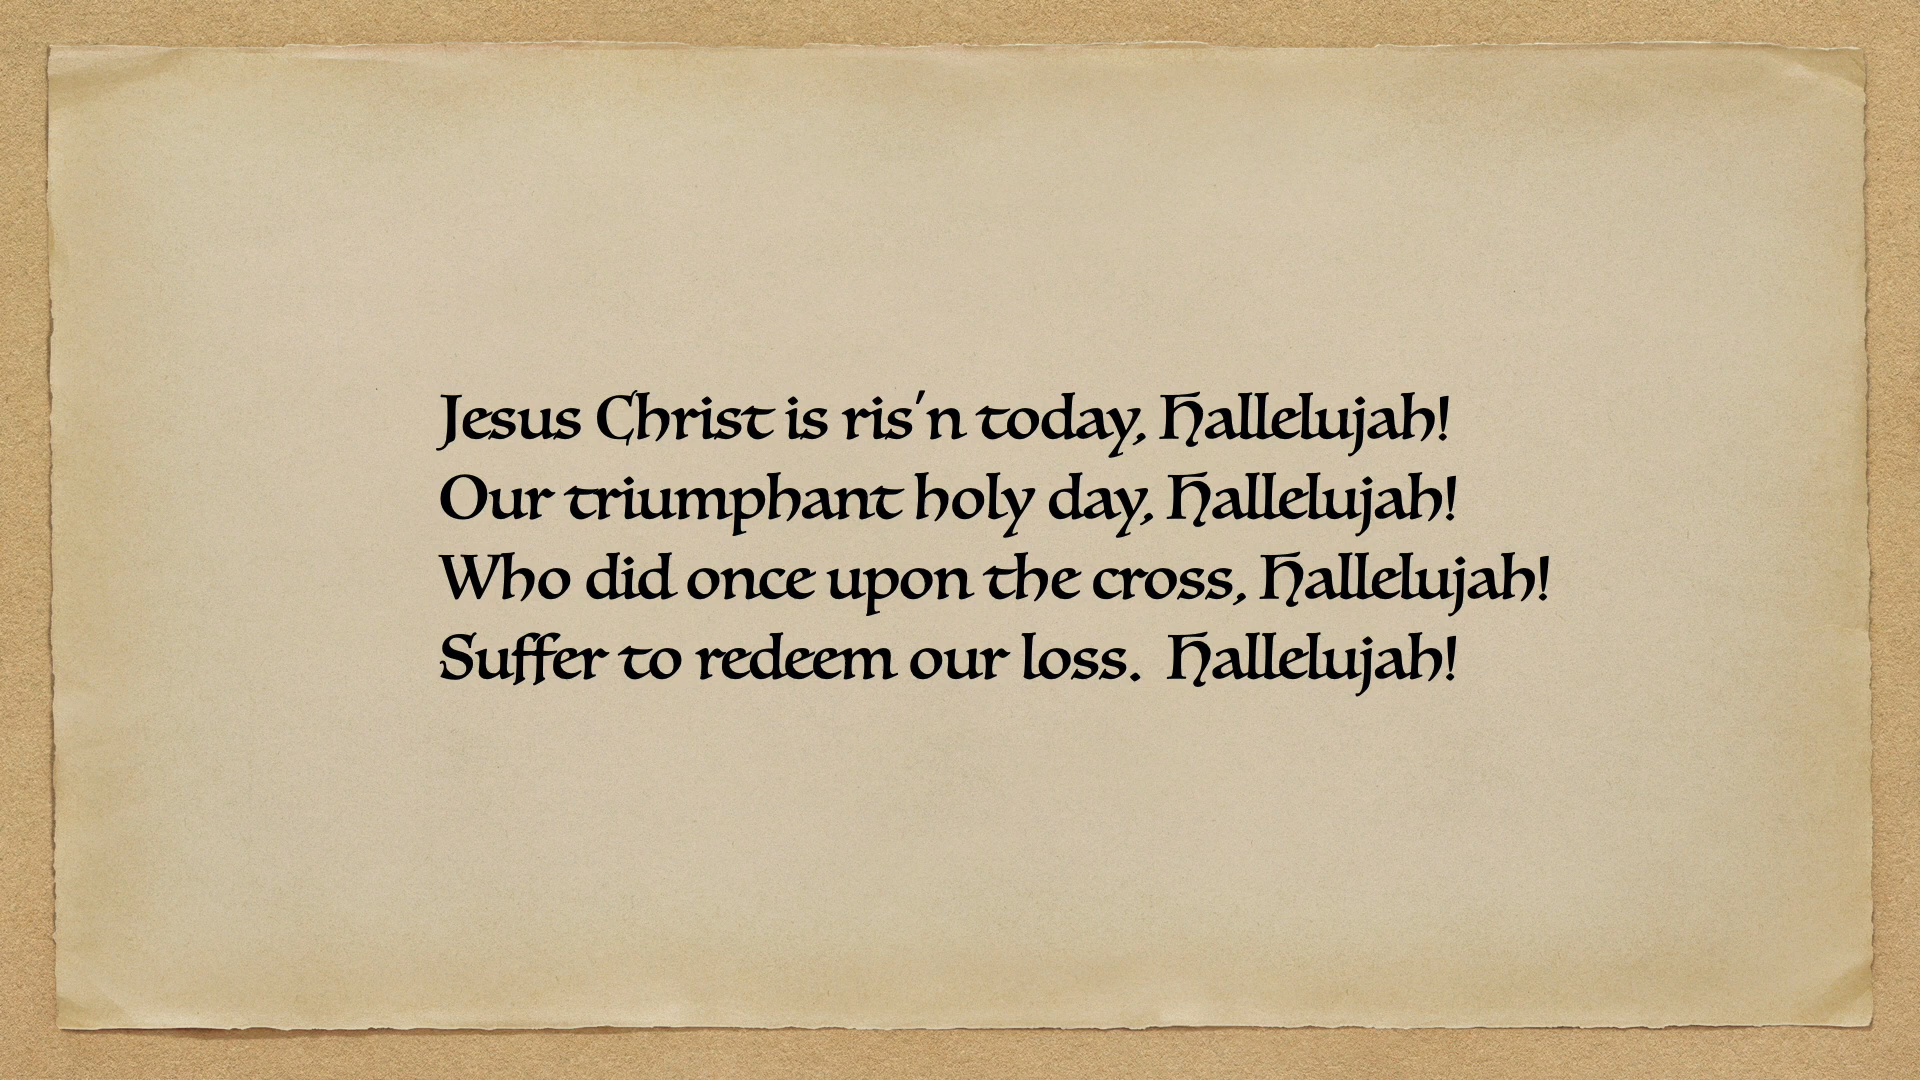 Jesus Christ is ris'n today, Hallelujah!
Our triumphant holy day, Hallelujah!
Who did once upon the cross, Hallelujah!
Suffer to redeem our loss.  Hallelujah!